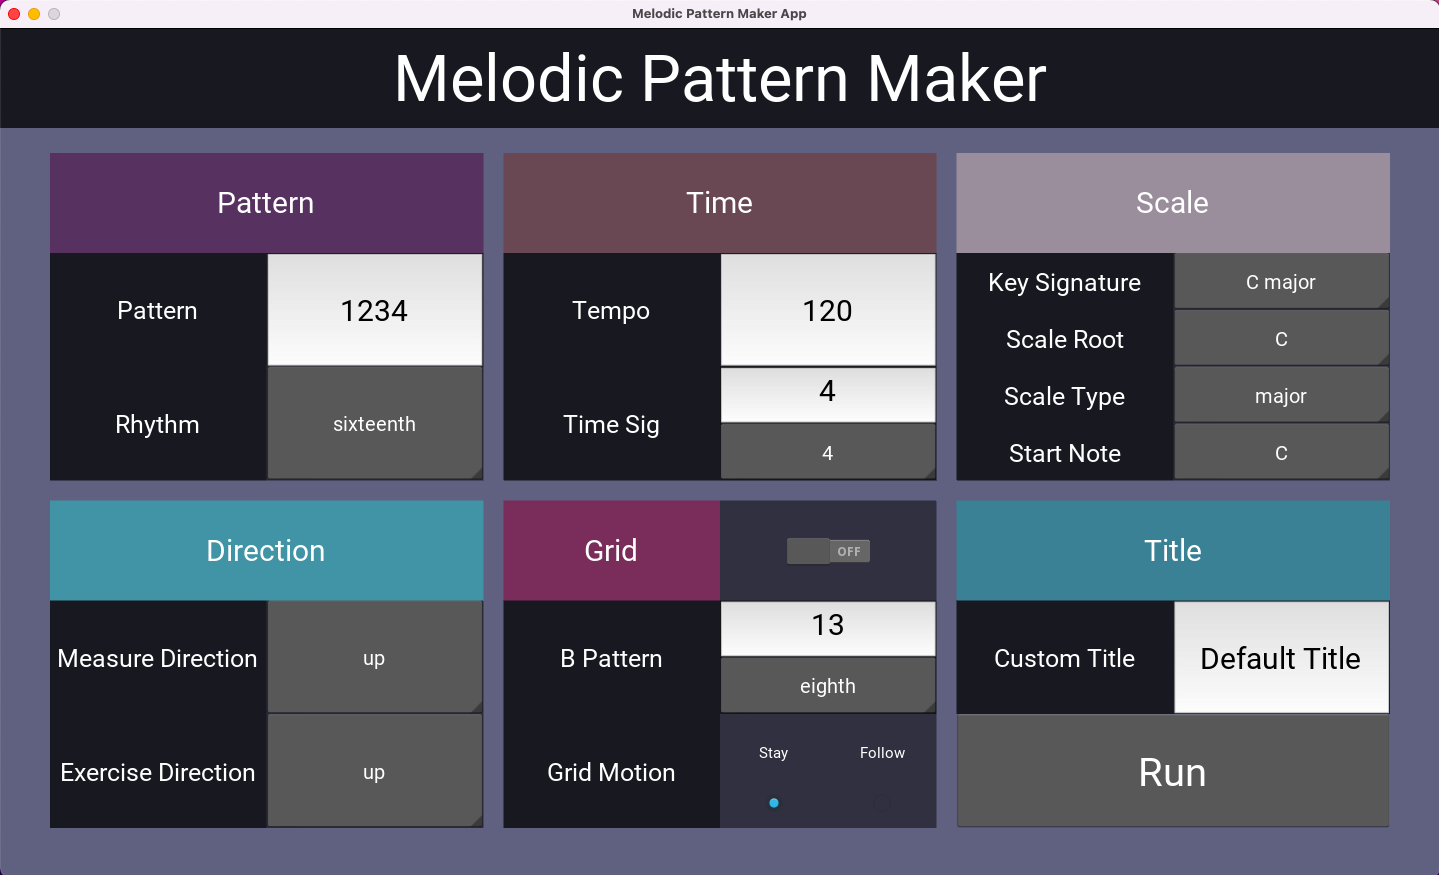 Melodic Pattern Maker App
Melodic Pattern Maker
Pattern
Pattern
1234
Rhythm
sixteenth
Time
Tempo
120
Time Sig
4
4
Scale
Key Signature
C major
Scale Root
C
Scale Type
major
Start Note
C
Direction
Measure Direction
up
Exercise Direction
up
Grid
OFF
B Pattern
13
eighth
Grid Motion
Stay
Follow
Title
Custom Title
Default Title
Run